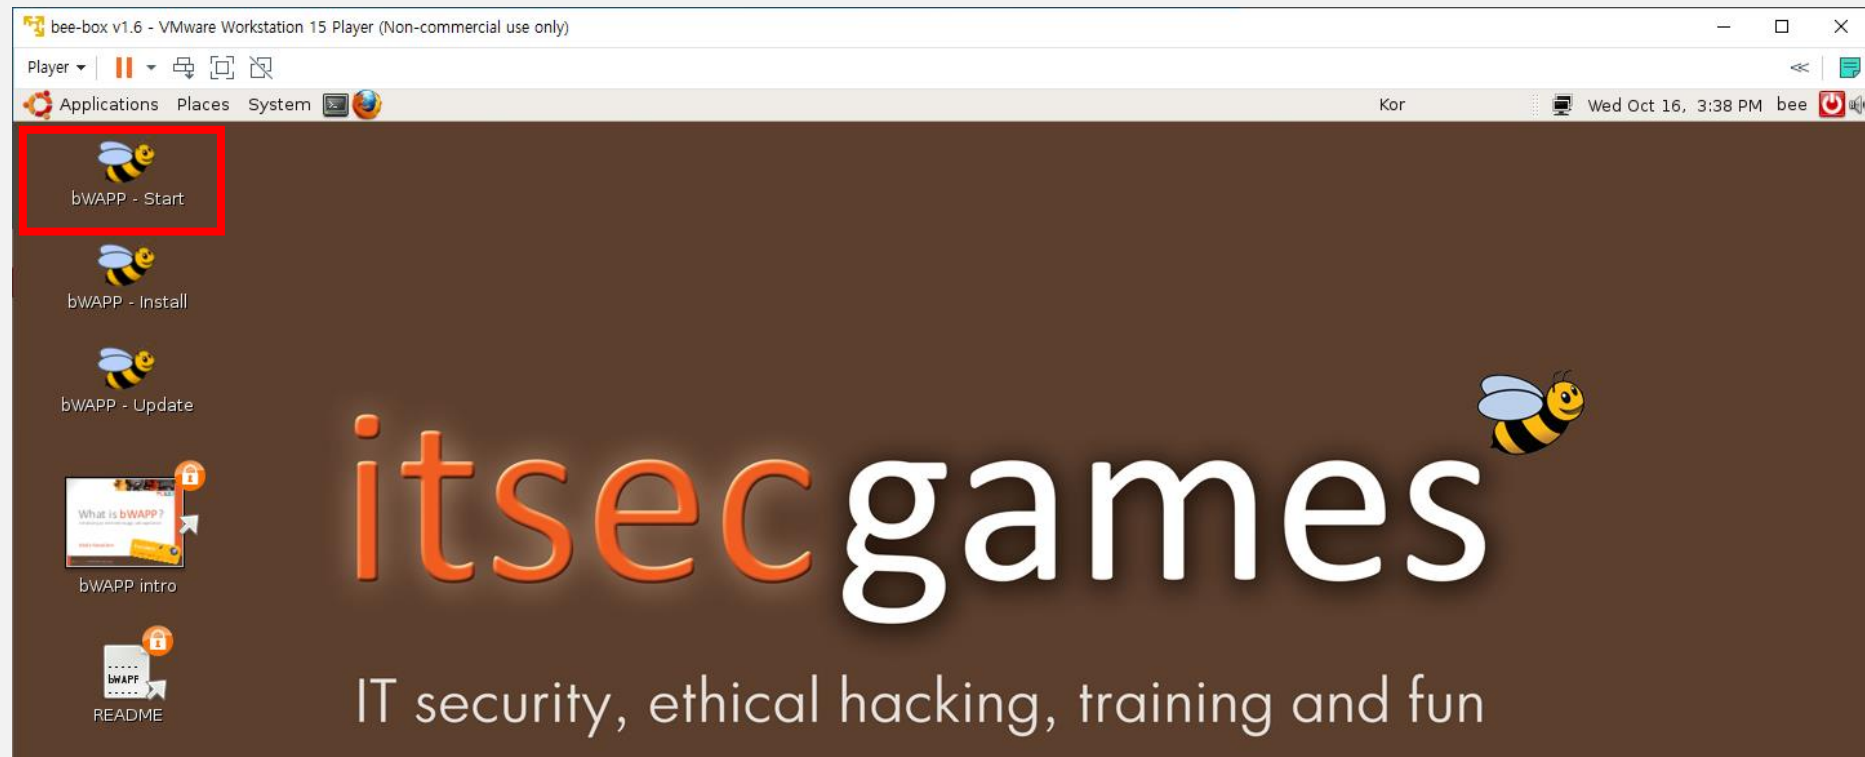 bee-box v1.6 - VMware Workstation 15 Player (Non-commercial use only)
Player
Applications Places System Kor Wed Oct 16, 3:38 PM bee
bWAPP - Start
bWAPP - Install
bWAPP - Update
itsecgames
What is bWAPP?
bWAPP intro
bWAPP
README
IT security, ethical hacking, training and fun